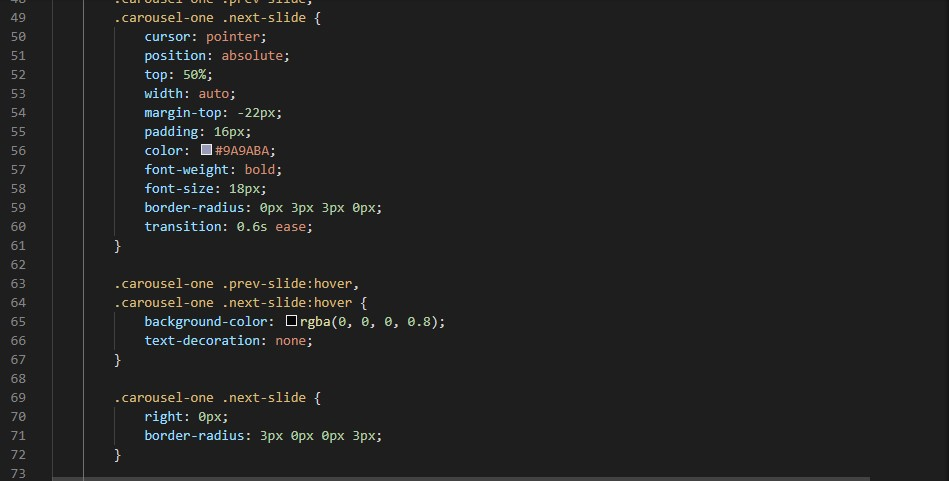 48 .carousel-one .prev-slide,
49 .carousel-one .next-slide {
50 cursor: pointer;
51 position: absolute;
52 top: 50%;
53 width: auto;
54 margin-top: -22px;
55 padding: 16px;
56 color: #9A9ABA;
57 font-weight: bold;
58 font-size: 18px;
59 border-radius: 0px 3px 3px 0px;
60 transition: 0.6s ease;
61 }
62
63 .carousel-one .prev-slide:hover,
64 .carousel-one .next-slide:hover {
65 background-color: rgba(0, 0, 0, 0.8);
66 text-decoration: none;
67 }
68
69 .carousel-one .next-slide {
70 right: 0px;
71 border-radius: 3px 0px 0px 3px;
72 }
73